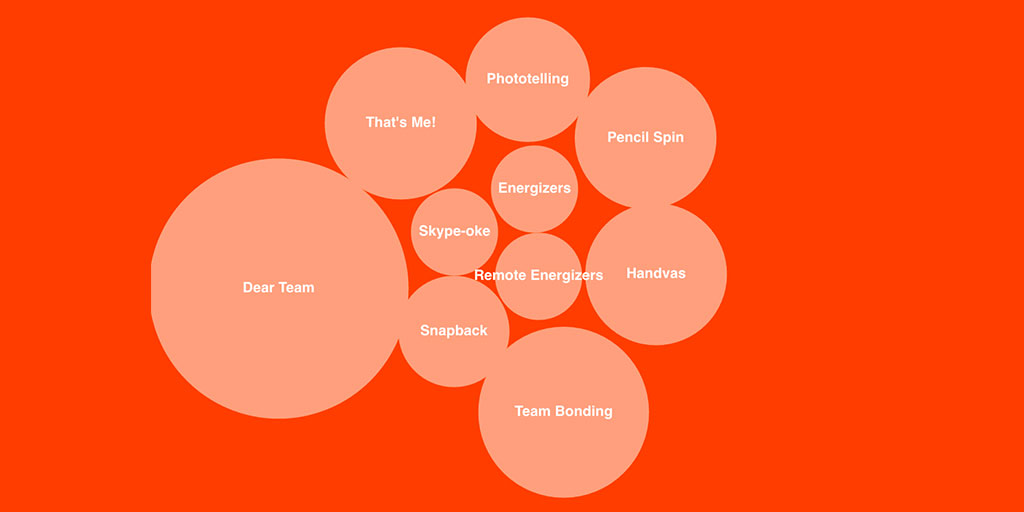 Phototelling
That's Me!
Pencil Spin
Energizers
Skype-oke
Remote Energizers
Handvas
Dear Team
Snapback
Team Bonding